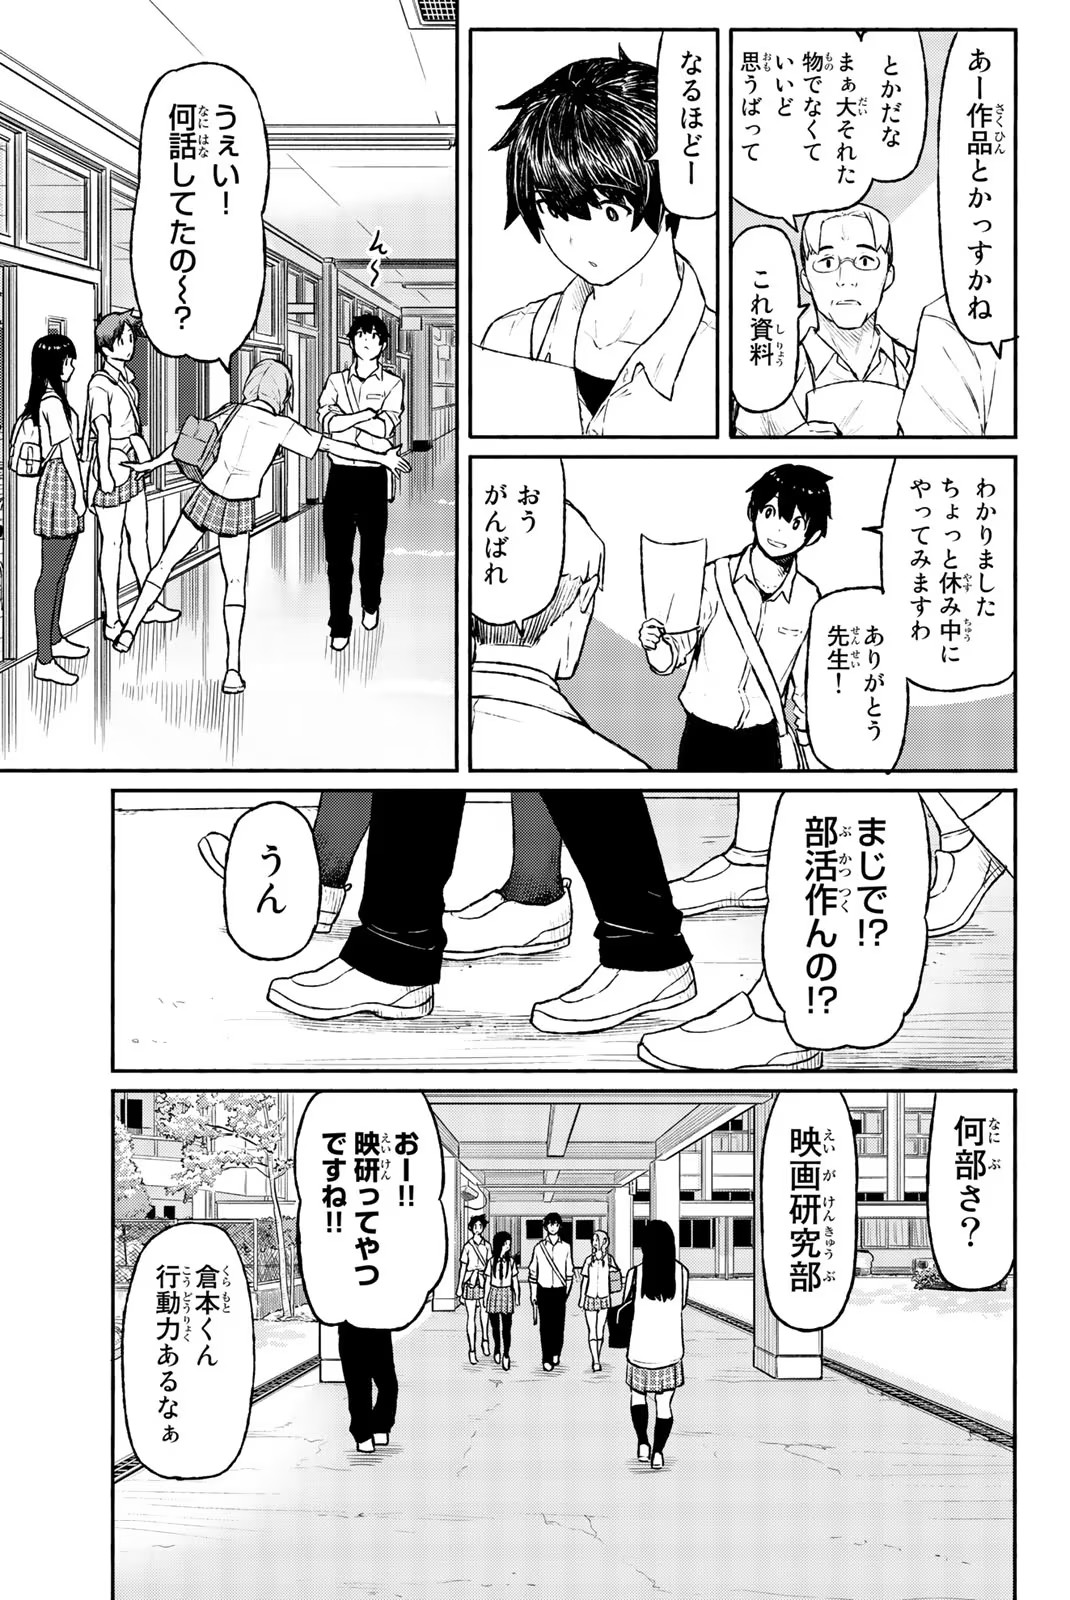 あー作品とかっすかね
とかだな
まぁ大それた
物でなくて
いいど
思うばって
これ資料
なるほどー
わかりました
ちょっと休み中に
やってみますわ
ありがとう
先生!
おう
がんばれ
うぇい!
何話してたの〜?
ん〜
まじで!?
部活作んの!?
うん
何部さ?
映画研究部
おー!!
映研ってやつ
ですね!!
倉本くん
行動力あるなぁ